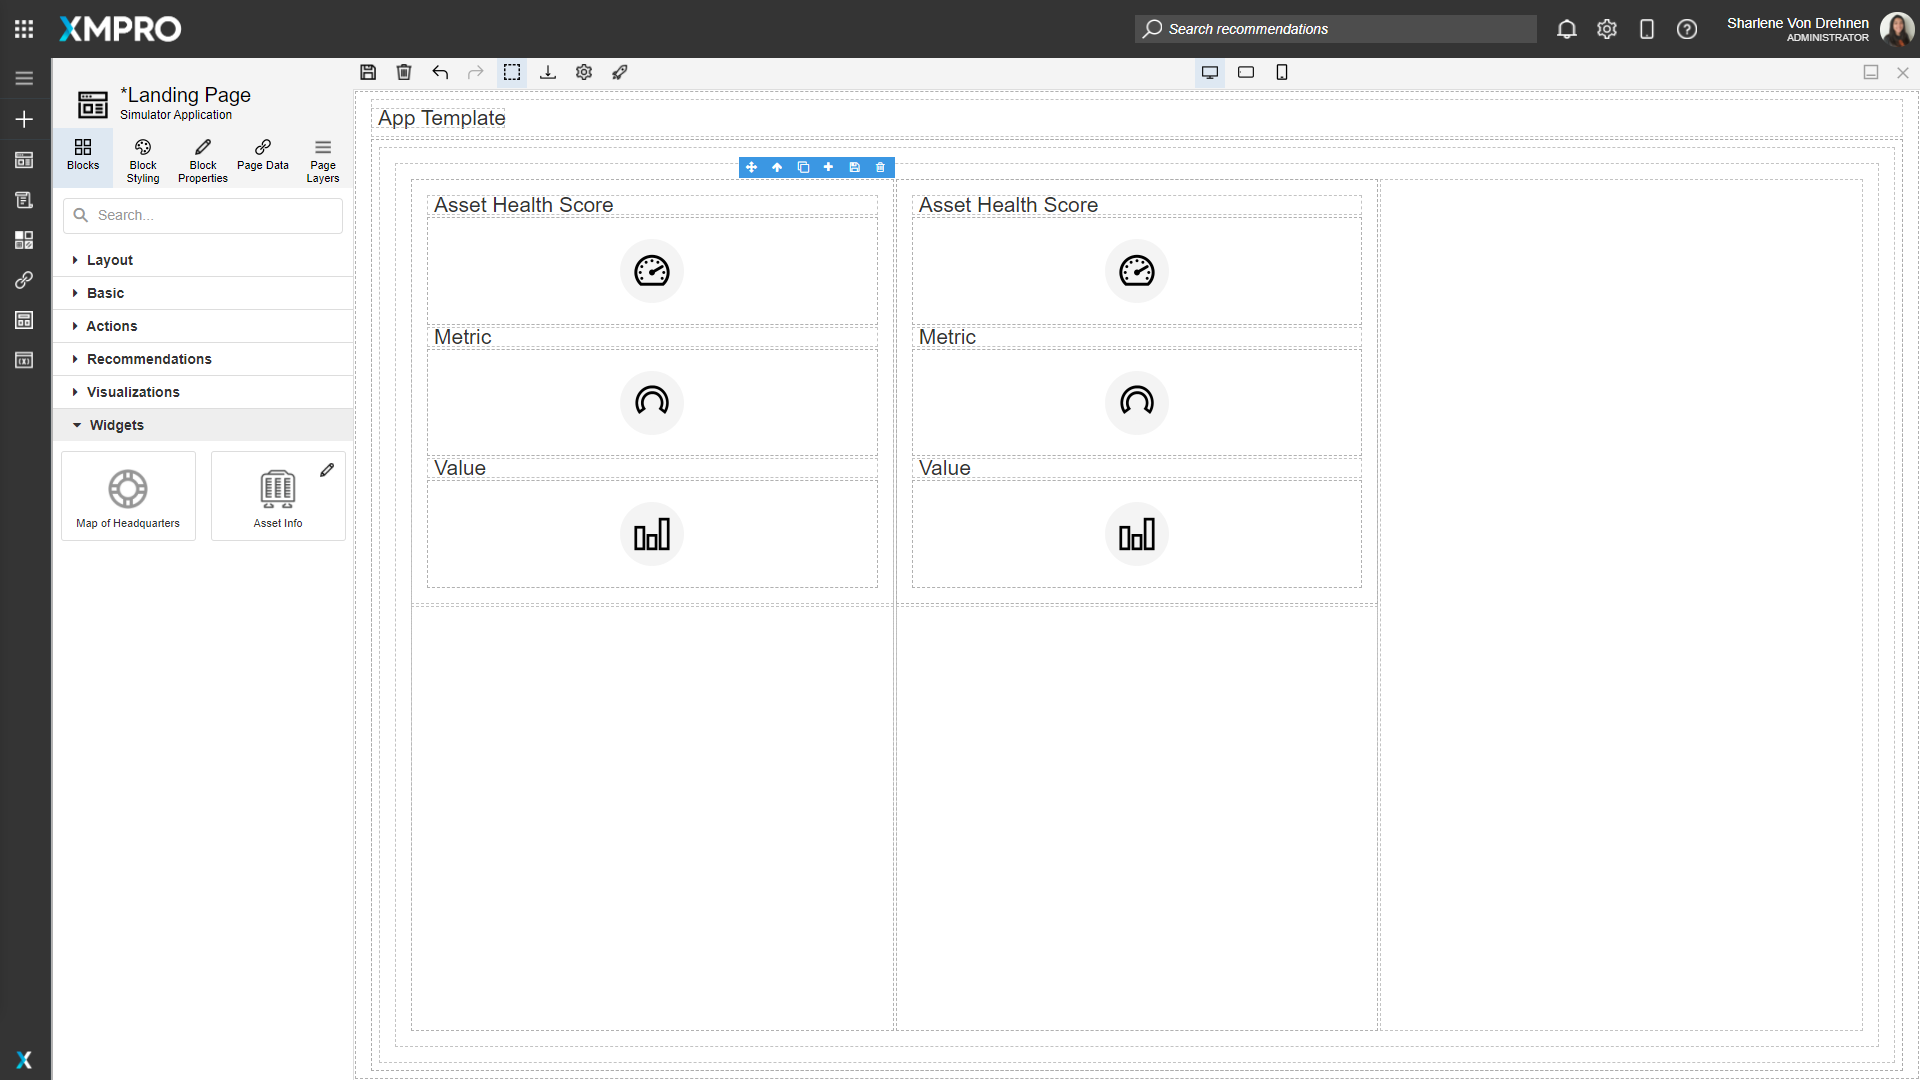 XMPRO
Search recommendations
Sharlene Von Drehnen
ADMINISTRATOR
*Landing Page
Simulator Application
Blocks
Block Styling
Block Properties
Page Data
Page Layers
Search...
Layout
Basic
Actions
Recommendations
Visualizations
Widgets
Map of Headquarters
Asset Info
App Template
Asset Health Score
Metric
Value
Asset Health Score
Metric
Value